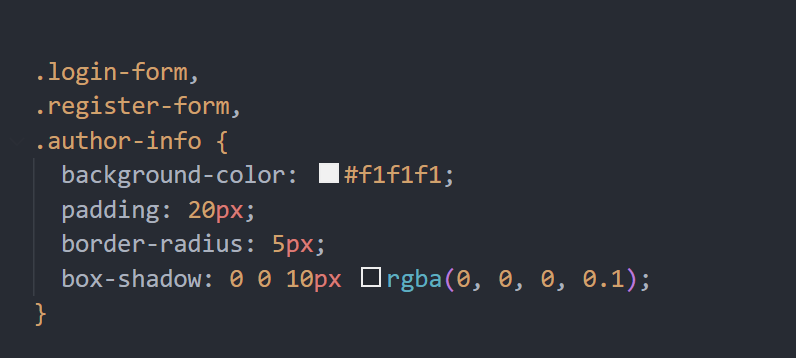 .login-form,
.register-form,
.author-info {
  background-color: #f1f1f1;
  padding: 20px;
  border-radius: 5px;
  box-shadow: 0 0 10px rgba(0, 0, 0, 0.1);
}